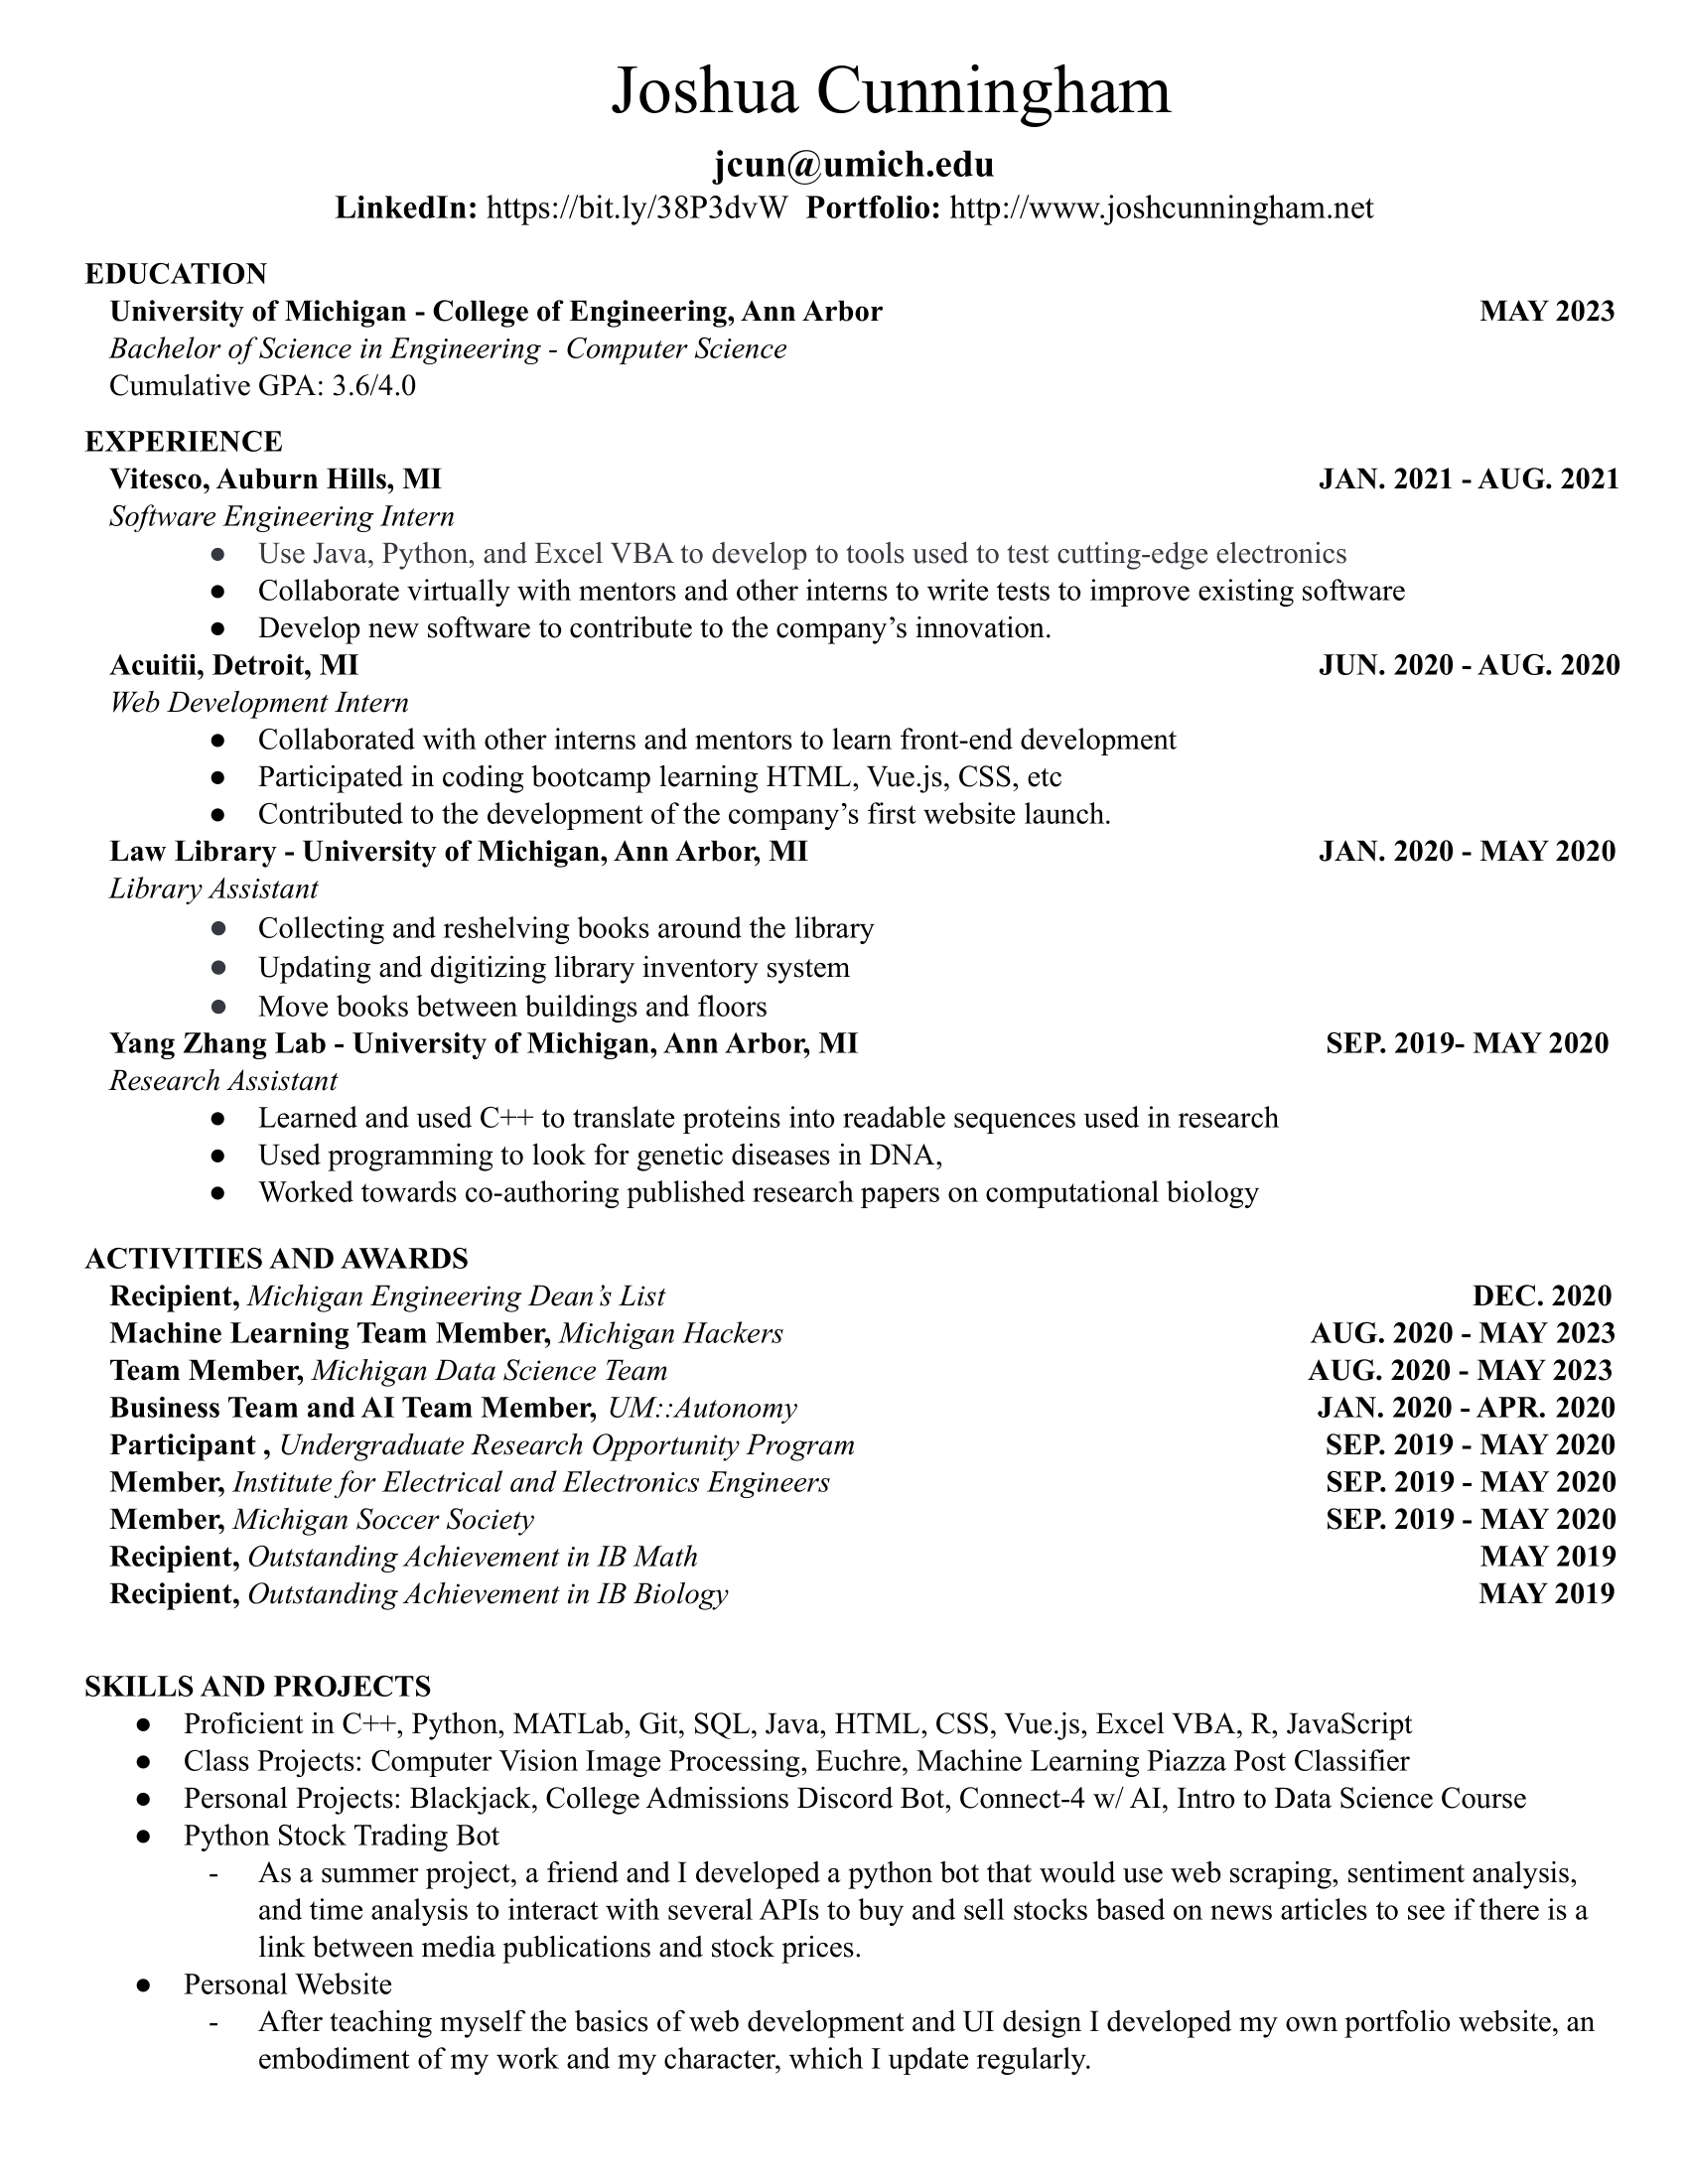 Joshua Cunningham
jcun@umich.edu
LinkedIn: https://bit.ly/38P3dvW Portfolio: http://www.joshcunningham.net
EDUCATION
University of Michigan - College of Engineering, Ann Arbor MAY 2023
Bachelor of Science in Engineering - Computer Science
Cumulative GPA: 3.6/4.0
EXPERIENCE
Vitesco, Auburn Hills, MI JAN. 2021 - AUG. 2021
Software Engineering Intern
● Use Java, Python, and Excel VBA to develop to tools used to test cutting-edge electronics
● Collaborate virtually with mentors and other interns to write tests to improve existing software
● Develop new software to contribute to the company’s innovation.
Acuitii, Detroit, MI JUN. 2020 - AUG. 2020
Web Development Intern
● Collaborated with other interns and mentors to learn front-end development
● Participated in coding bootcamp learning HTML, Vue.js, CSS, etc
● Contributed to the development of the company’s first website launch.
Law Library - University of Michigan, Ann Arbor, MI JAN. 2020 - MAY 2020
Library Assistant
● Collecting and reshelving books around the library
● Updating and digitizing library inventory system
● Move books between buildings and floors
Yang Zhang Lab - University of Michigan, Ann Arbor, MI SEP. 2019- MAY 2020
Research Assistant
● Learned and used C++ to translate proteins into readable sequences used in research
● Used programming to look for genetic diseases in DNA,
● Worked towards co-authoring published research papers on computational biology
ACTIVITIES AND AWARDS
Recipient, Michigan Engineering Dean’s List DEC. 2020
Machine Learning Team Member, Michigan Hackers AUG. 2020 - MAY 2023
Team Member, Michigan Data Science Team AUG. 2020 - MAY 2023
Business Team and AI Team Member, UM::Autonomy JAN. 2020 - APR. 2020
Participant , Undergraduate Research Opportunity Program SEP. 2019 - MAY 2020
Member, Institute for Electrical and Electronics Engineers SEP. 2019 - MAY 2020
Member, Michigan Soccer Society SEP. 2019 - MAY 2020
Recipient, Outstanding Achievement in IB Math MAY 2019
Recipient, Outstanding Achievement in IB Biology MAY 2019
SKILLS AND PROJECTS
● Proficient in C++, Python, MATLab, Git, SQL, Java, HTML, CSS, Vue.js, Excel VBA, R, JavaScript
● Class Projects: Computer Vision Image Processing, Euchre, Machine Learning Piazza Post Classifier
● Personal Projects: Blackjack, College Admissions Discord Bot, Connect-4 w/ AI, Intro to Data Science Course
● Python Stock Trading Bot
- As a summer project, a friend and I developed a python bot that would use web scraping, sentiment analysis,
and time analysis to interact with several APIs to buy and sell stocks based on news articles to see if there is a
link between media publications and stock prices.
● Personal Website
- After teaching myself the basics of web development and UI design I developed my own portfolio website, an
embodiment of my work and my character, which I update regularly.